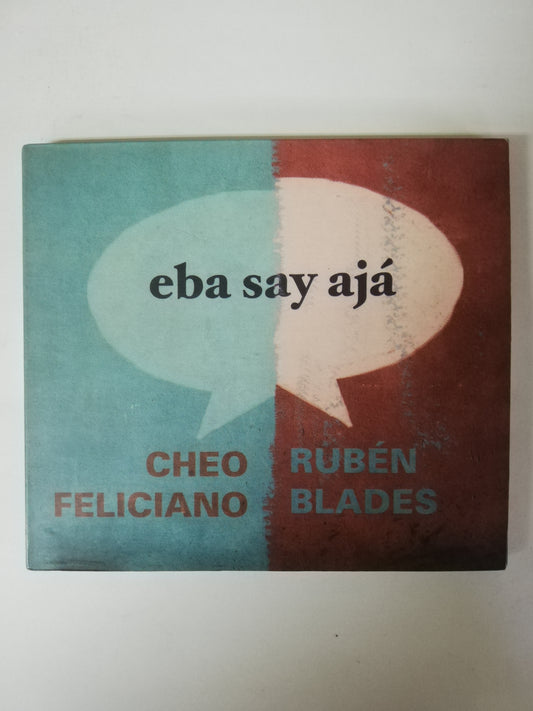 eba say ajá
CHEO
FELICIANO
RUBÉN
BLADES